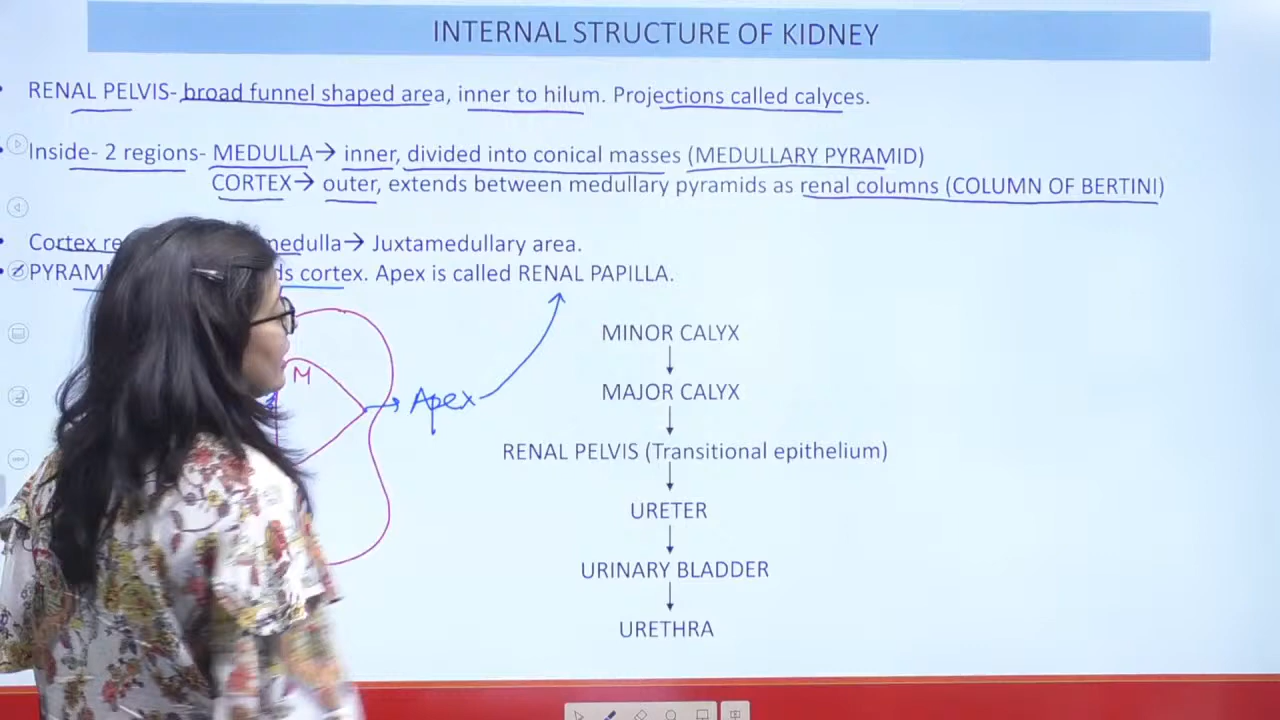 INTERNAL STRUCTURE OF KIDNEY
RENAL PELVIS- broad funnel shaped area, inner to hilum. Projections called calyces.
Inside- 2 regions- MEDULLA→ inner, divided into conical masses (MEDULLARY PYRAMID)
CORTEX→ outer, extends between medullary pyramids as renal columns (COLUMN OF BERTINI)
Cortex medulla→ Juxtamedullary area.
cortex. Apex is called RENAL PAPILLA.
MINOR CALYX
M
MAJOR CALYX
Apex
RENAL PELVIS (Transitional epithelium)
URETER
URINARY BLADDER
URETHRA